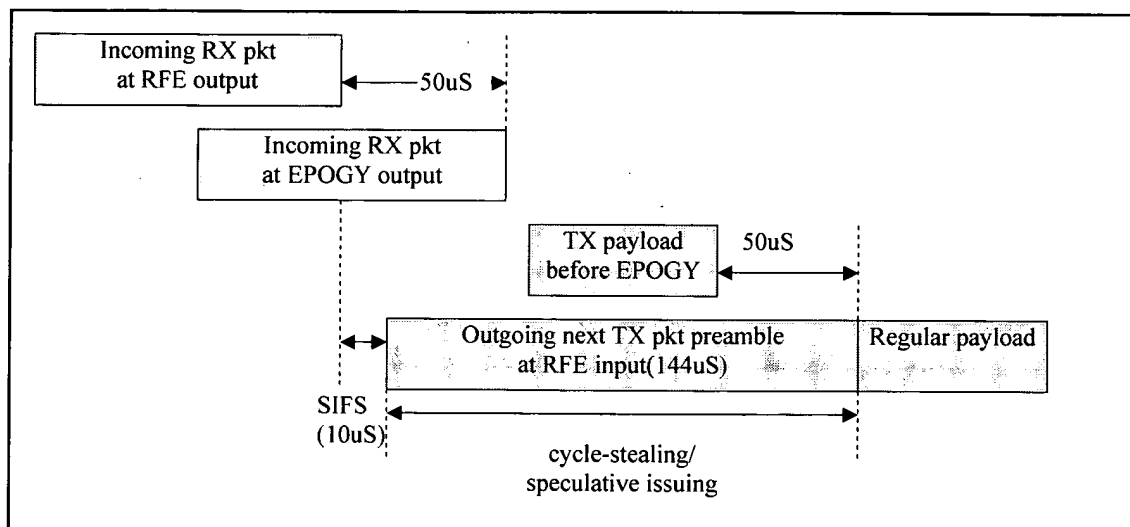 Incoming RX pkt
at RFE output
50uS
Incoming RX pkt
at EPOGY output
TX payload
before EPOGY
50uS
Outgoing next TX pkt preamble
at RFE input(144uS)
Regular payload
SIFS
(10uS)
cycle-stealing/
speculative issuing